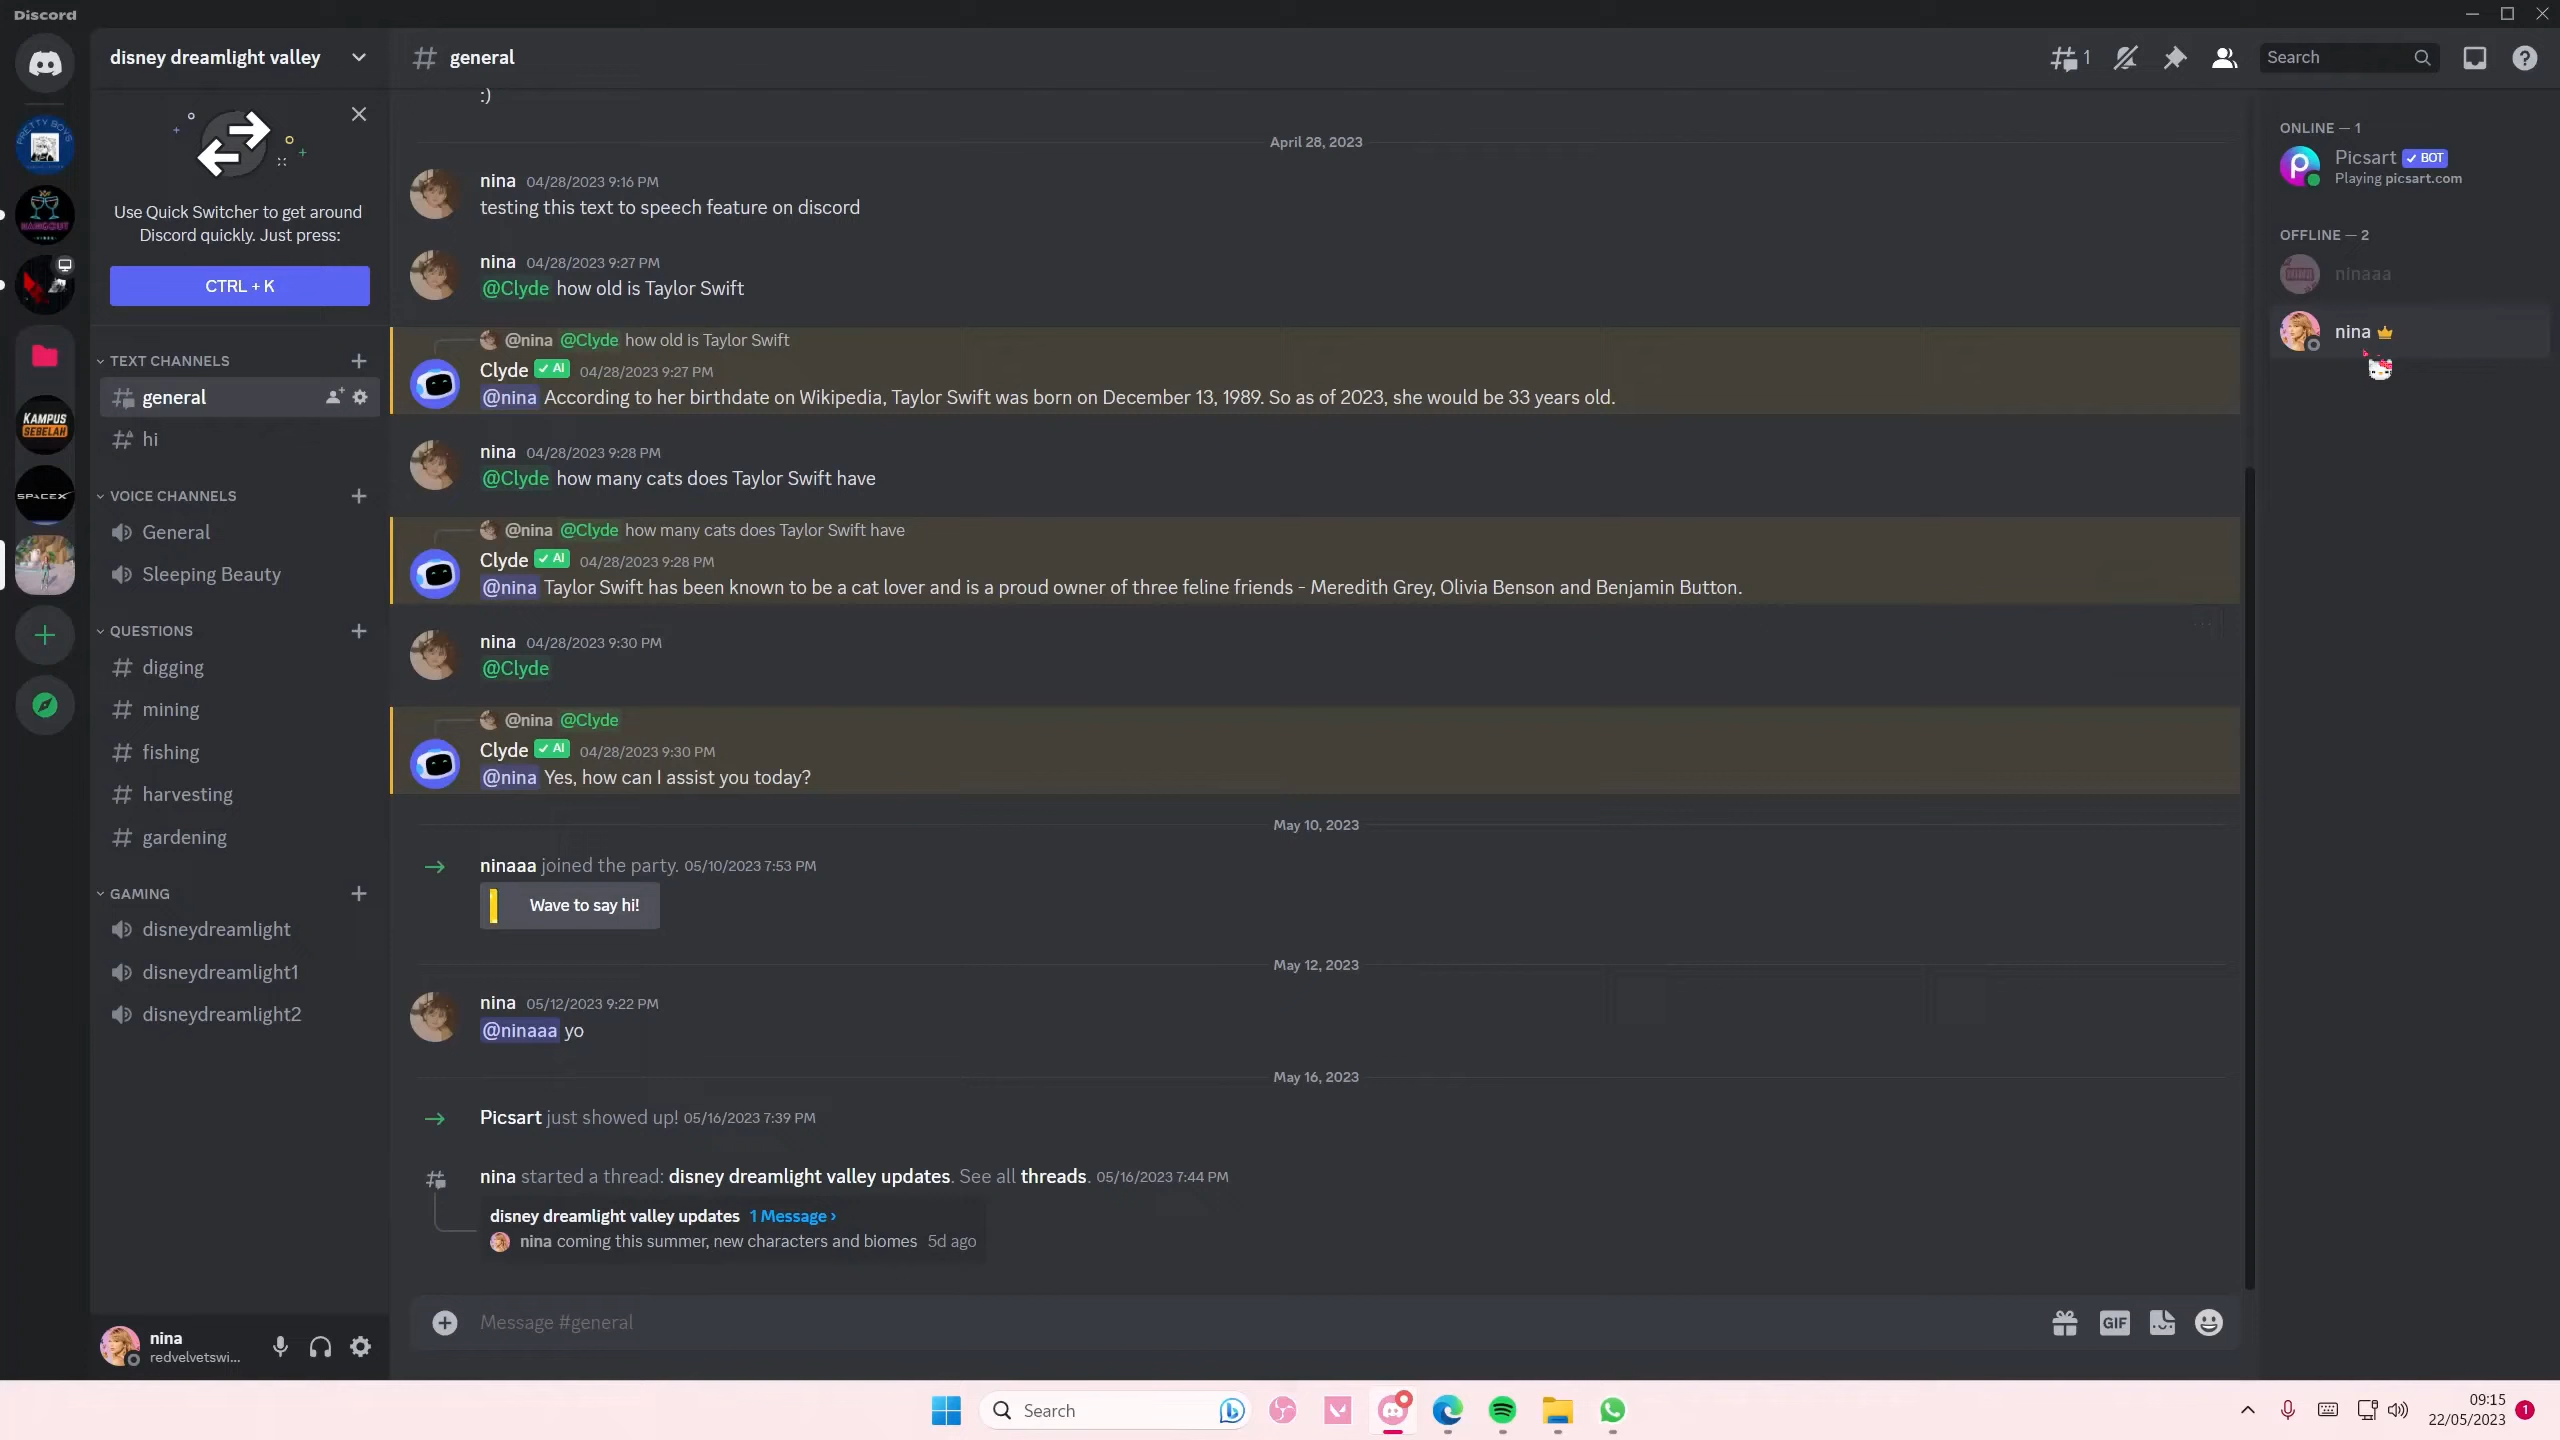 Discord
PRETTY BOYS
HANGOUT
KAMPUS
SEBELAH
SPACEX
disney dreamlight valley
Use Quick Switcher to get around
Discord quickly. Just press:
CTRL + K
TEXT CHANNELS
general
hi
VOICE CHANNELS
General
Sleeping Beauty
QUESTIONS
digging
mining
fishing
harvesting
gardening
GAMING
disneydreamlight
disneydreamlight1
disneydreamlight2
nina
redvelvetswi...
general
1
Search
:)
April 28, 2023
nina 04/28/2023 9:16 PM
testing this text to speech feature on discord
nina 04/28/2023 9:27 PM
@Clyde how old is Taylor Swift
@nina @Clyde how old is Taylor Swift
Clyde AI 04/28/2023 9:27 PM
@nina According to her birthdate on Wikipedia, Taylor Swift was born on December 13, 1989. So as of 2023, she would be 33 years old.
nina 04/28/2023 9:28 PM
@Clyde how many cats does Taylor Swift have
@nina @Clyde how many cats does Taylor Swift have
Clyde AI 04/28/2023 9:28 PM
@nina Taylor Swift has been known to be a cat lover and is a proud owner of three feline friends - Meredith Grey, Olivia Benson and Benjamin Button.
nina 04/28/2023 9:30 PM
@Clyde
@nina @Clyde
Clyde AI 04/28/2023 9:30 PM
@nina Yes, how can I assist you today?
May 10, 2023
ninaaa joined the party. 05/10/2023 7:53 PM
Wave to say hi!
May 12, 2023
nina 05/12/2023 9:22 PM
@ninaaa yo
May 16, 2023
Picsart just showed up! 05/16/2023 7:39 PM
nina started a thread: disney dreamlight valley updates. See all threads. 05/16/2023 7:44 PM
disney dreamlight valley updates 1 Message ›
nina coming this summer, new characters and biomes 5d ago
Message #general
GIF
ONLINE — 1
Picsart BOT
Playing picsart.com
OFFLINE — 2
ninaaa
nina
Search
09:15
22/05/2023
1